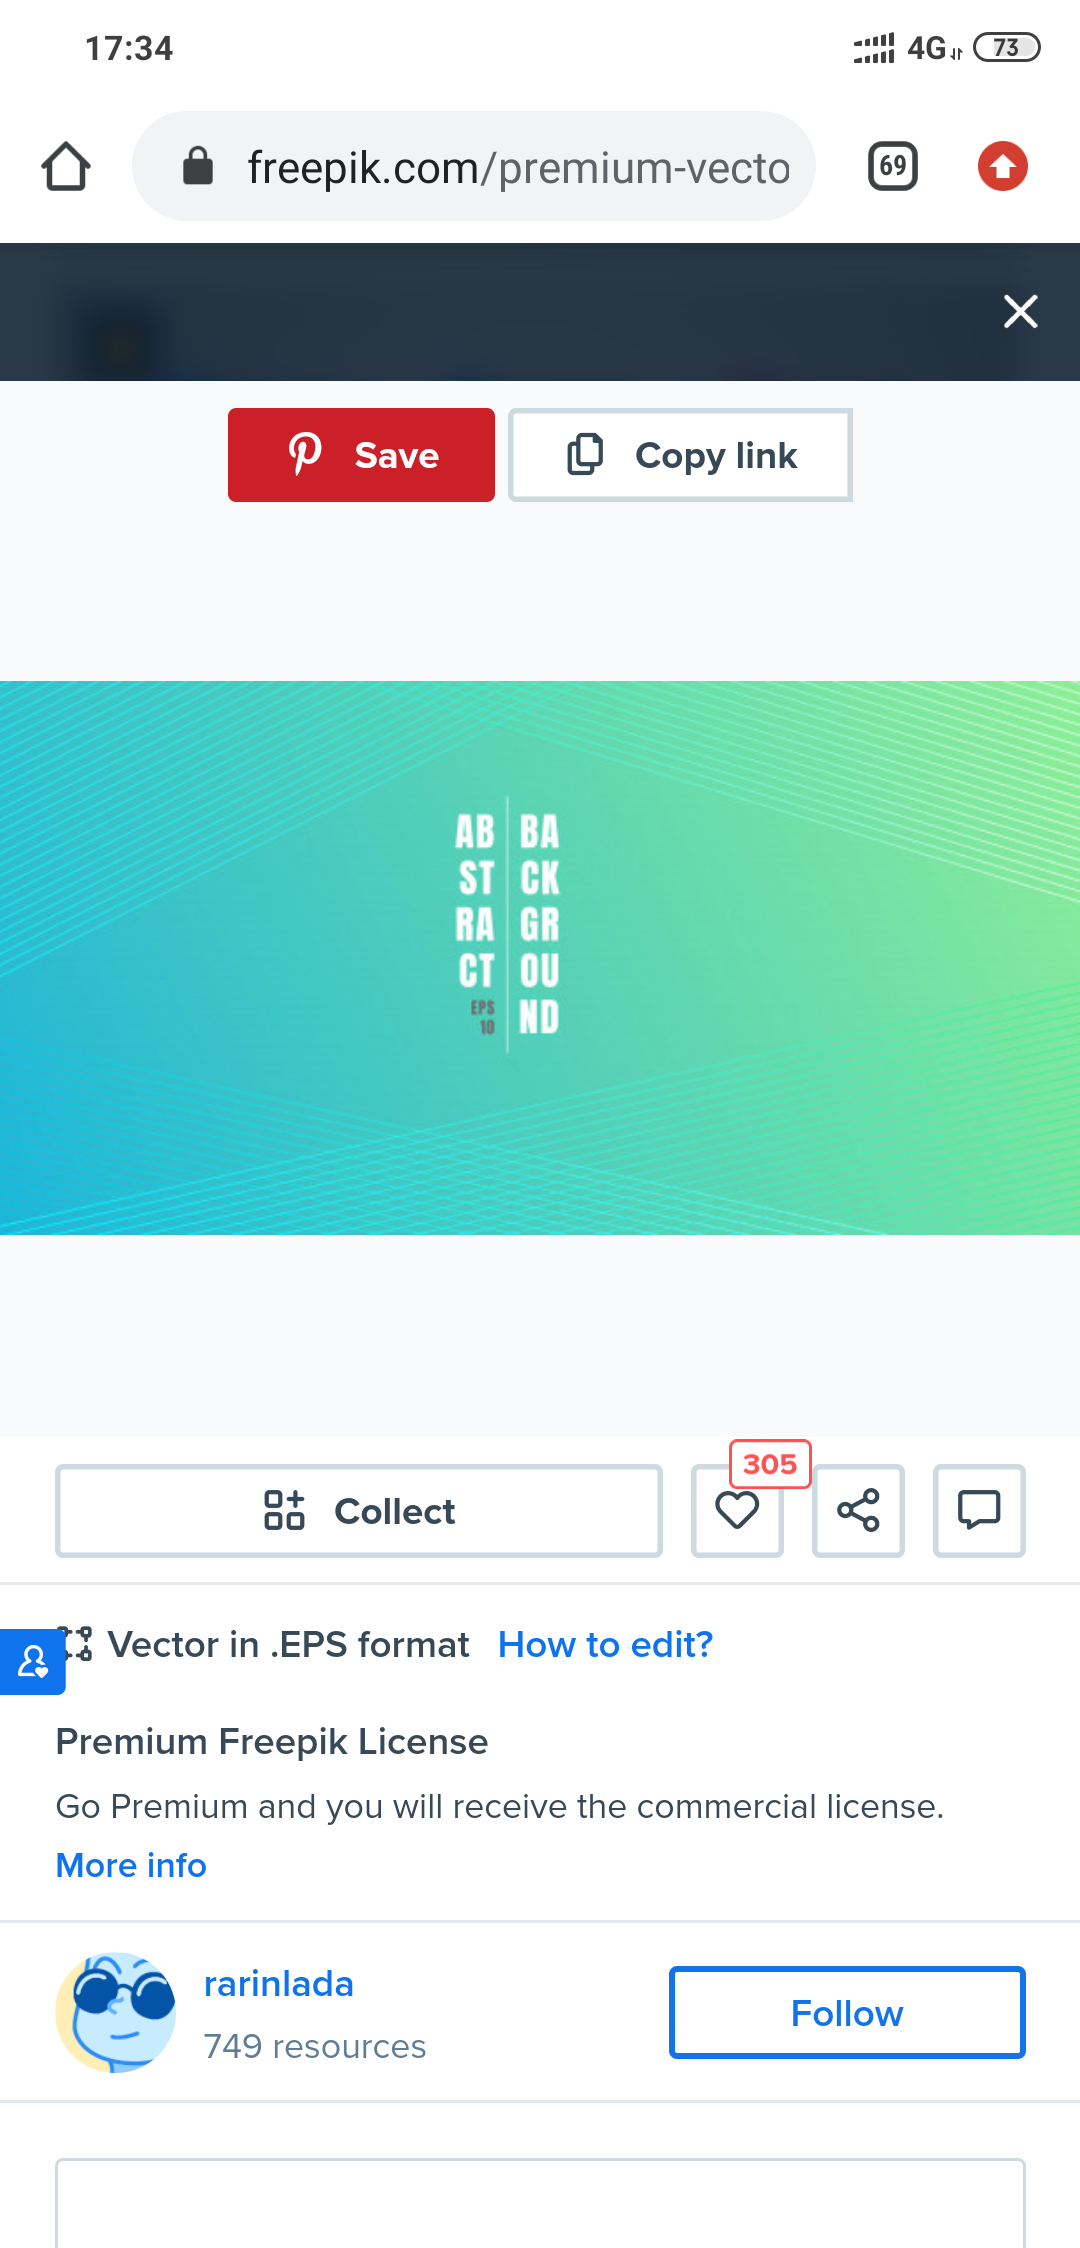 17:34
4G
73
freepik.com/premium-vecto
69
Save
Copy link
AB BA
ST CK
RA GR
CT OU
EPS
10
ND
305
Collect
Vector in .EPS format How to edit?
Premium Freepik License
Go Premium and you will receive the commercial license.
More info
rarinlada
749 resources
Follow